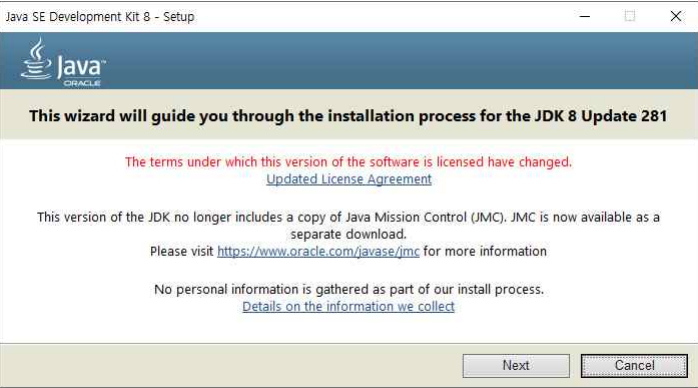 Java SE Development Kit 8 - Setup
Java
ORACLE
This wizard will guide you through the installation process for the JDK 8 Update 281
The terms under which this version of the software is licensed have changed.
Updated License Agreement
This version of the JDK no longer includes a copy of Java Mission Control (JMC). JMC is now available as a
separate download.
Please visit https://www.oracle.com/javase/jmc for more information
No personal information is gathered as part of our install process.
Details on the information we collect
Next
Cancel